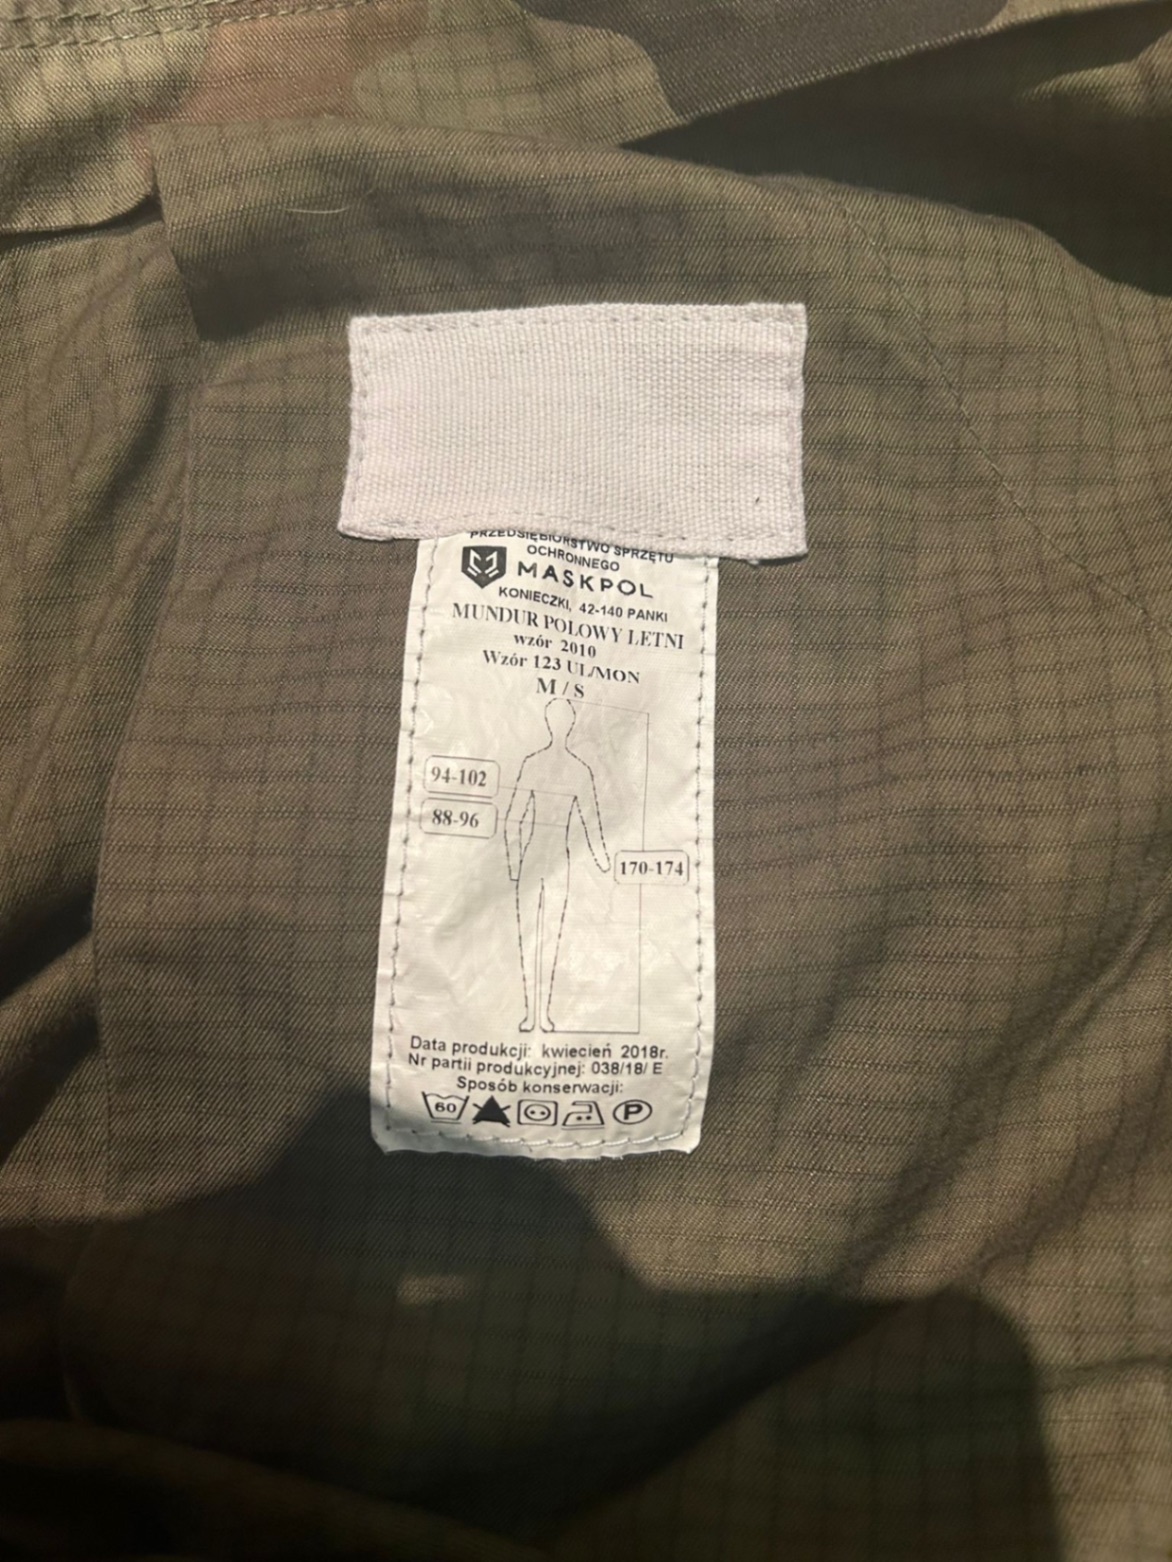 PRZEDSIĘBIORSTWO SPRZĘTU
OCHRONNEGO
MASKPOL
KONIECZKI, 42-140 PANKI
MUNDUR POLOWY LETNI
wzór 2010
Wzór 123 UL/MON
M / S
94-102
88-96
170-174
Data produkcji: kwiecień 2018r.
Nr partii produkcyjnej: 038/18/ E
Sposób konserwacji:
60 P